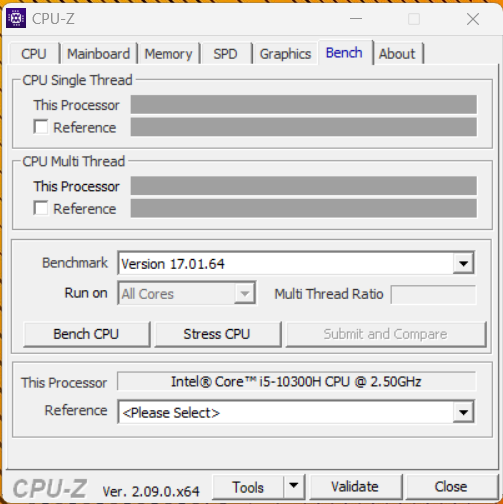 CPU-Z
CPU Mainboard Memory SPD Graphics Bench About
CPU Single Thread
This Processor
Reference
CPU Multi Thread
This Processor
Reference
Benchmark Version 17.01.64
Run on All Cores Multi Thread Ratio
Bench CPU Stress CPU Submit and Compare
This Processor Intel® Core™ i5-10300H CPU @ 2.50GHz
Reference <Please Select>
CPU-Z Ver. 2.09.0.x64 Tools Validate Close